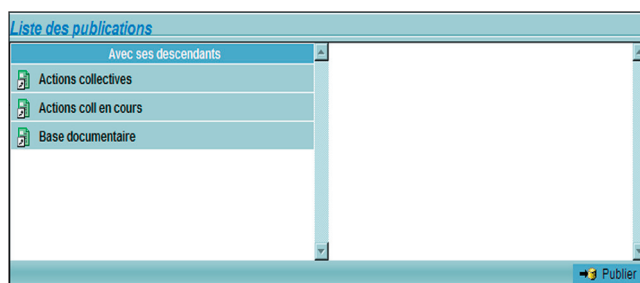 Liste des publications
Avec ses descendants
Actions collectives
Actions coll en cours
Base documentaire
Publier